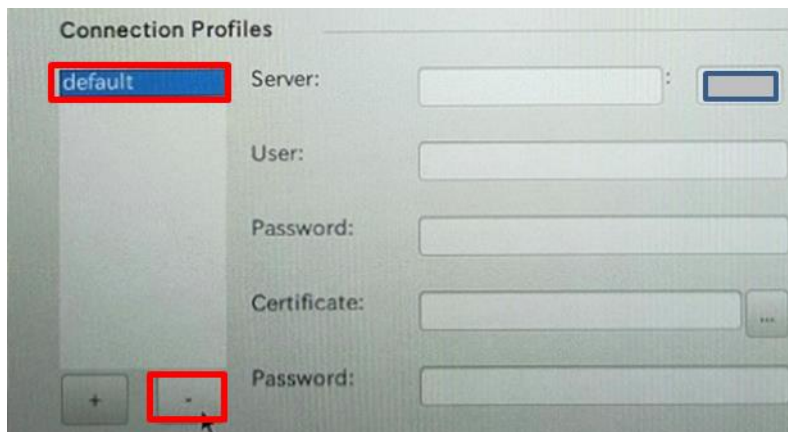 Connection Profiles
default
Server:
:
User:
Password:
Certificate:
...
Password:
+
-